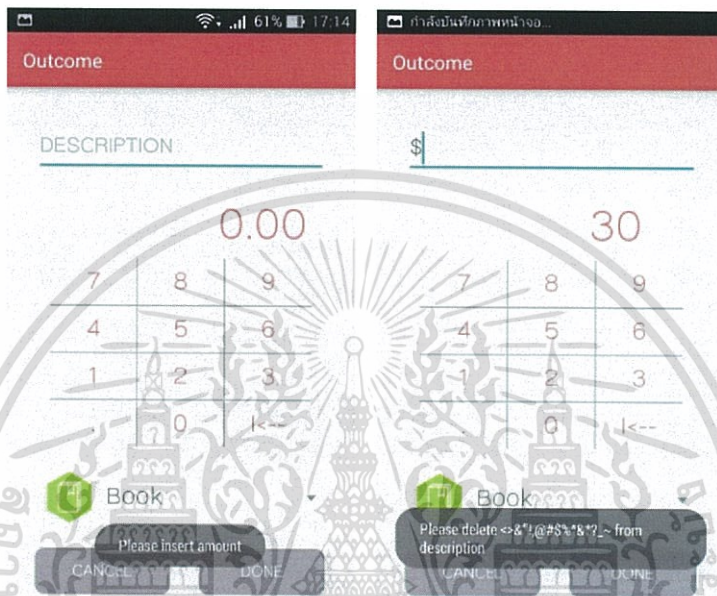 61% 17:14
Outcome
DESCRIPTION
0.00
7 8 9
4 5 6
1 2 3
. 0 |<--
Book
Please insert amount
CANCEL DONE
กำลังบันทึกภาพหน้าจอ...
Outcome
$
30
7 8 9
4 5 6
1 2 3
. 0 |<--
Book
Please delete <>&"!,@#$%^&*?_~ from
description
CANCEL DONE